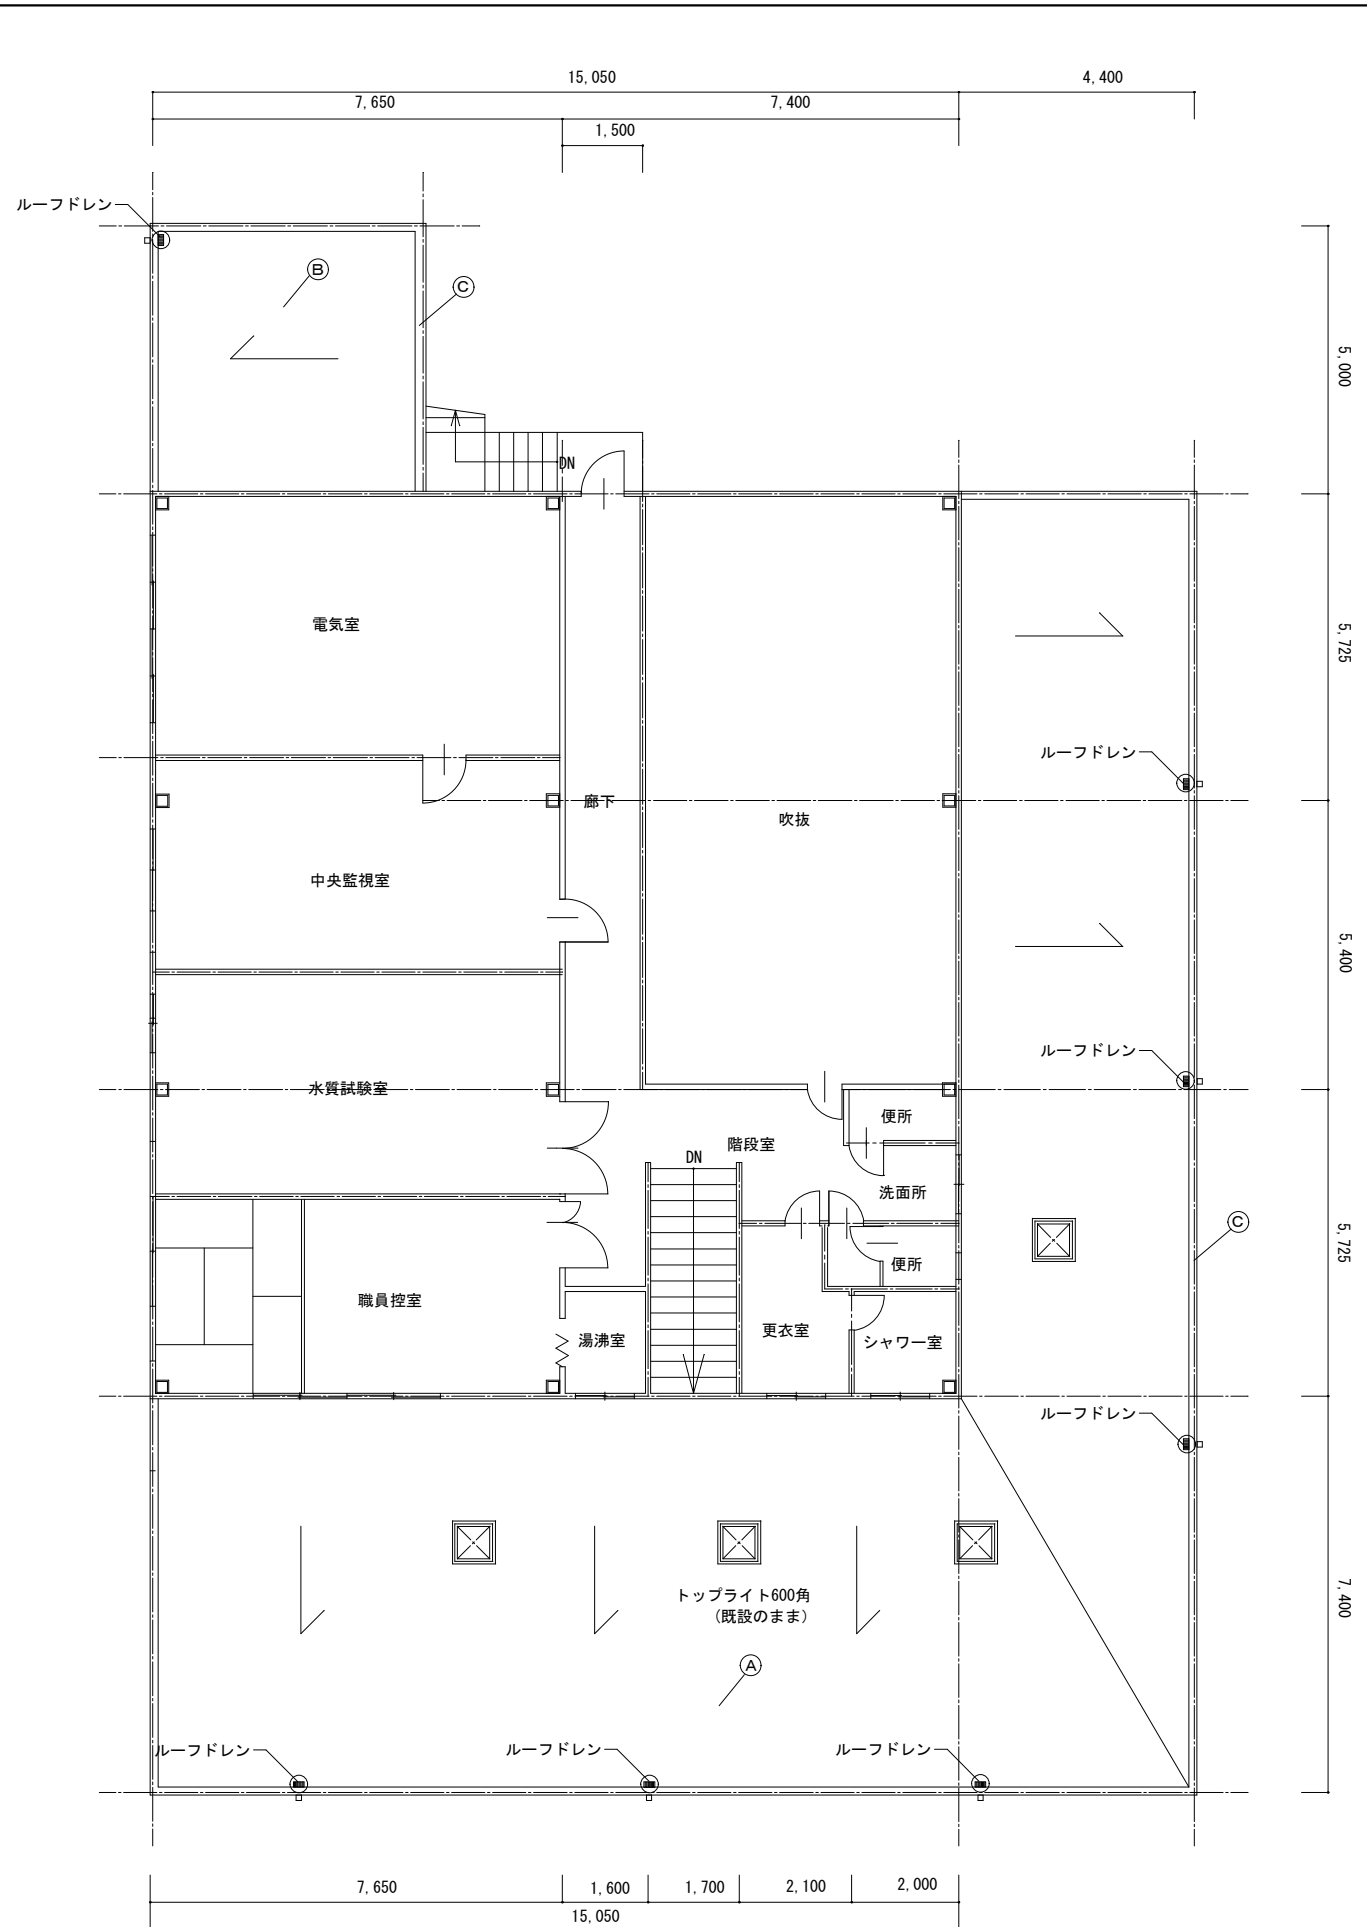 15,050
4,400
7,650
7,400
1,500
ルーフドレン
B
C
5,000
DN
電気室
5,725
ルーフドレン
廊下
吹抜
中央監視室
5,400
ルーフドレン
水質試験室
便所
階段室
DN
洗面所
C
5,725
便所
職員控室
更衣室
湯沸室
シャワー室
ルーフドレン
トップライト600角
(既設のまま)
7,400
A
ルーフドレン
ルーフドレン
ルーフドレン
7,650
1,600
1,700
2,100
2,000
15,050